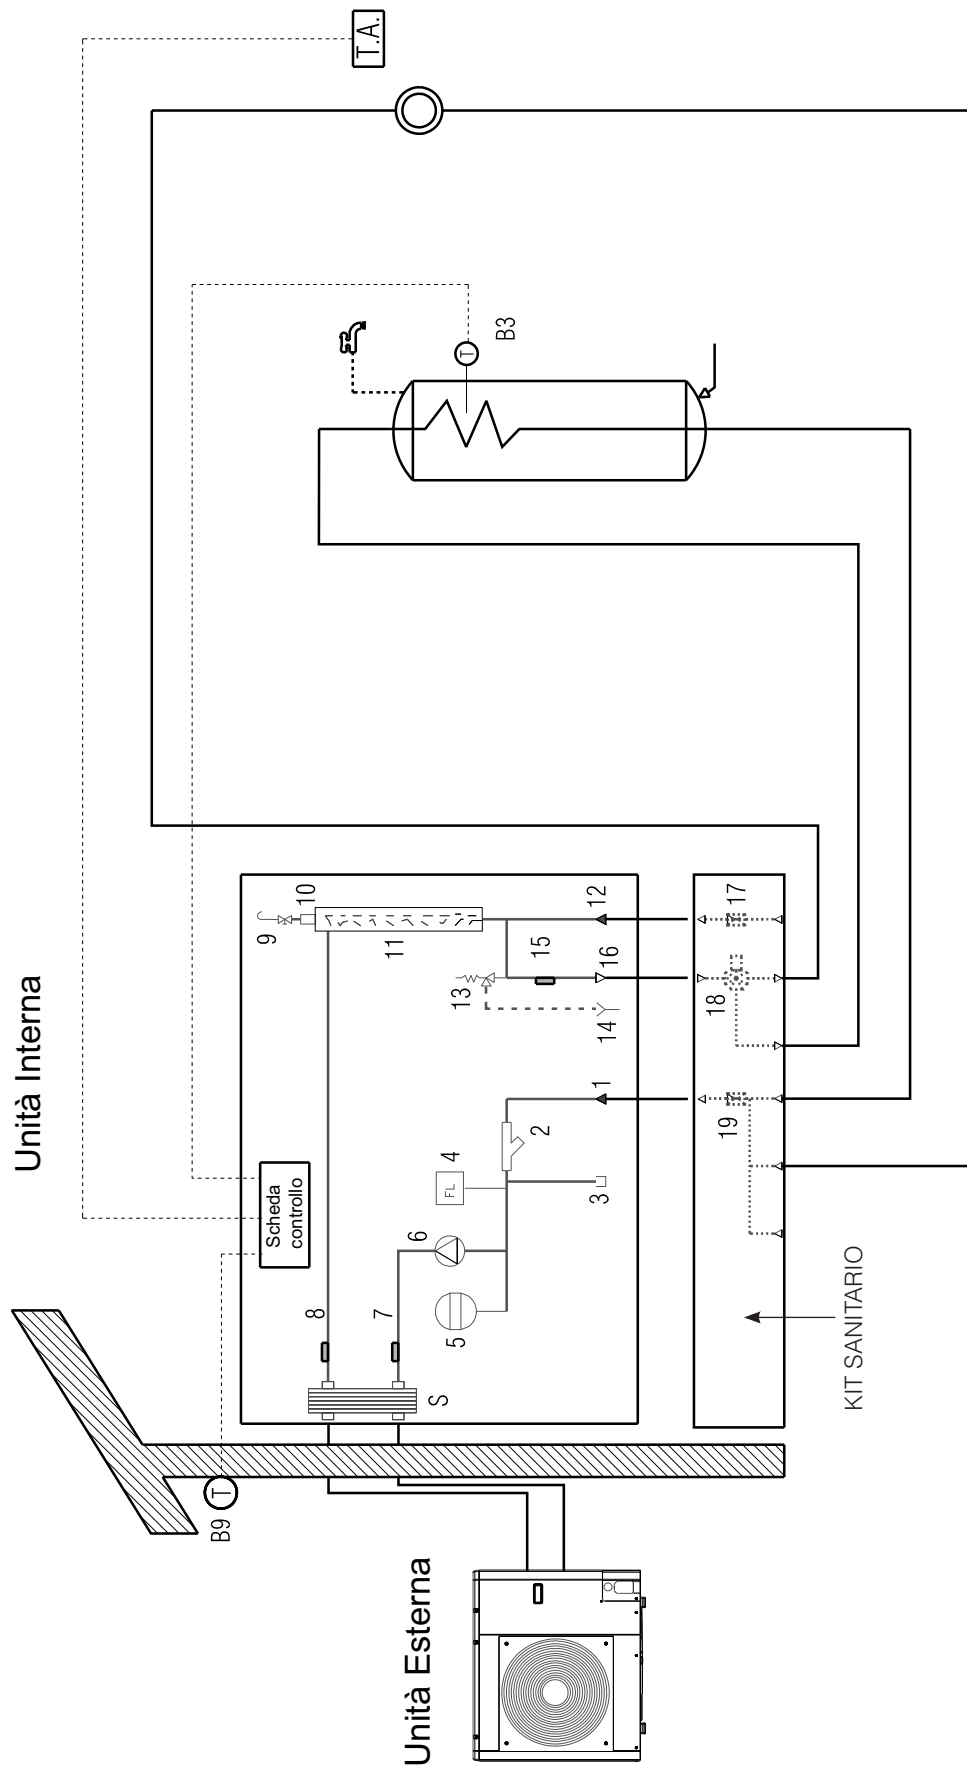 Unità Interna
T.A.
B3
Scheda
controllo
9
10
11
12
13
14
15
16
17
18
19
1
2
3
4
FL
5
6
7
8
S
T
T
B9
KIT SANITARIO
Unità Esterna